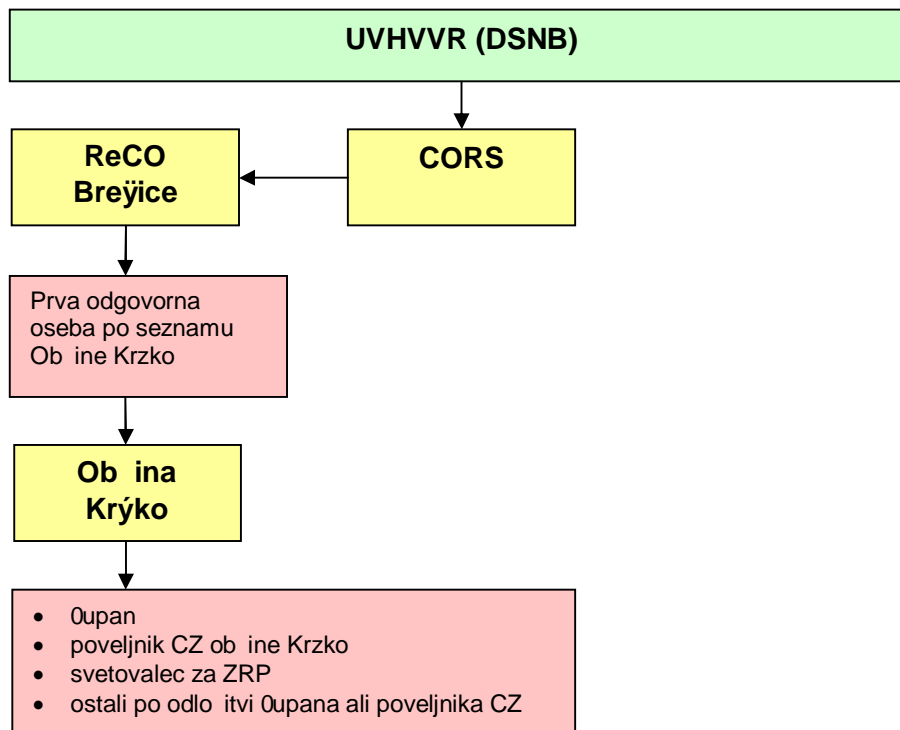 UVHVVR (DSNB)
CORS
ReCO
Breÿice
Prva odgovorna
oseba po seznamu
Ob ine Krzko
Ob ina
Krýko
• 0upan
• poveljnik CZ ob ine Krzko
• svetovalec za ZRP
• ostali po odlo itvi 0upana ali poveljnika CZ